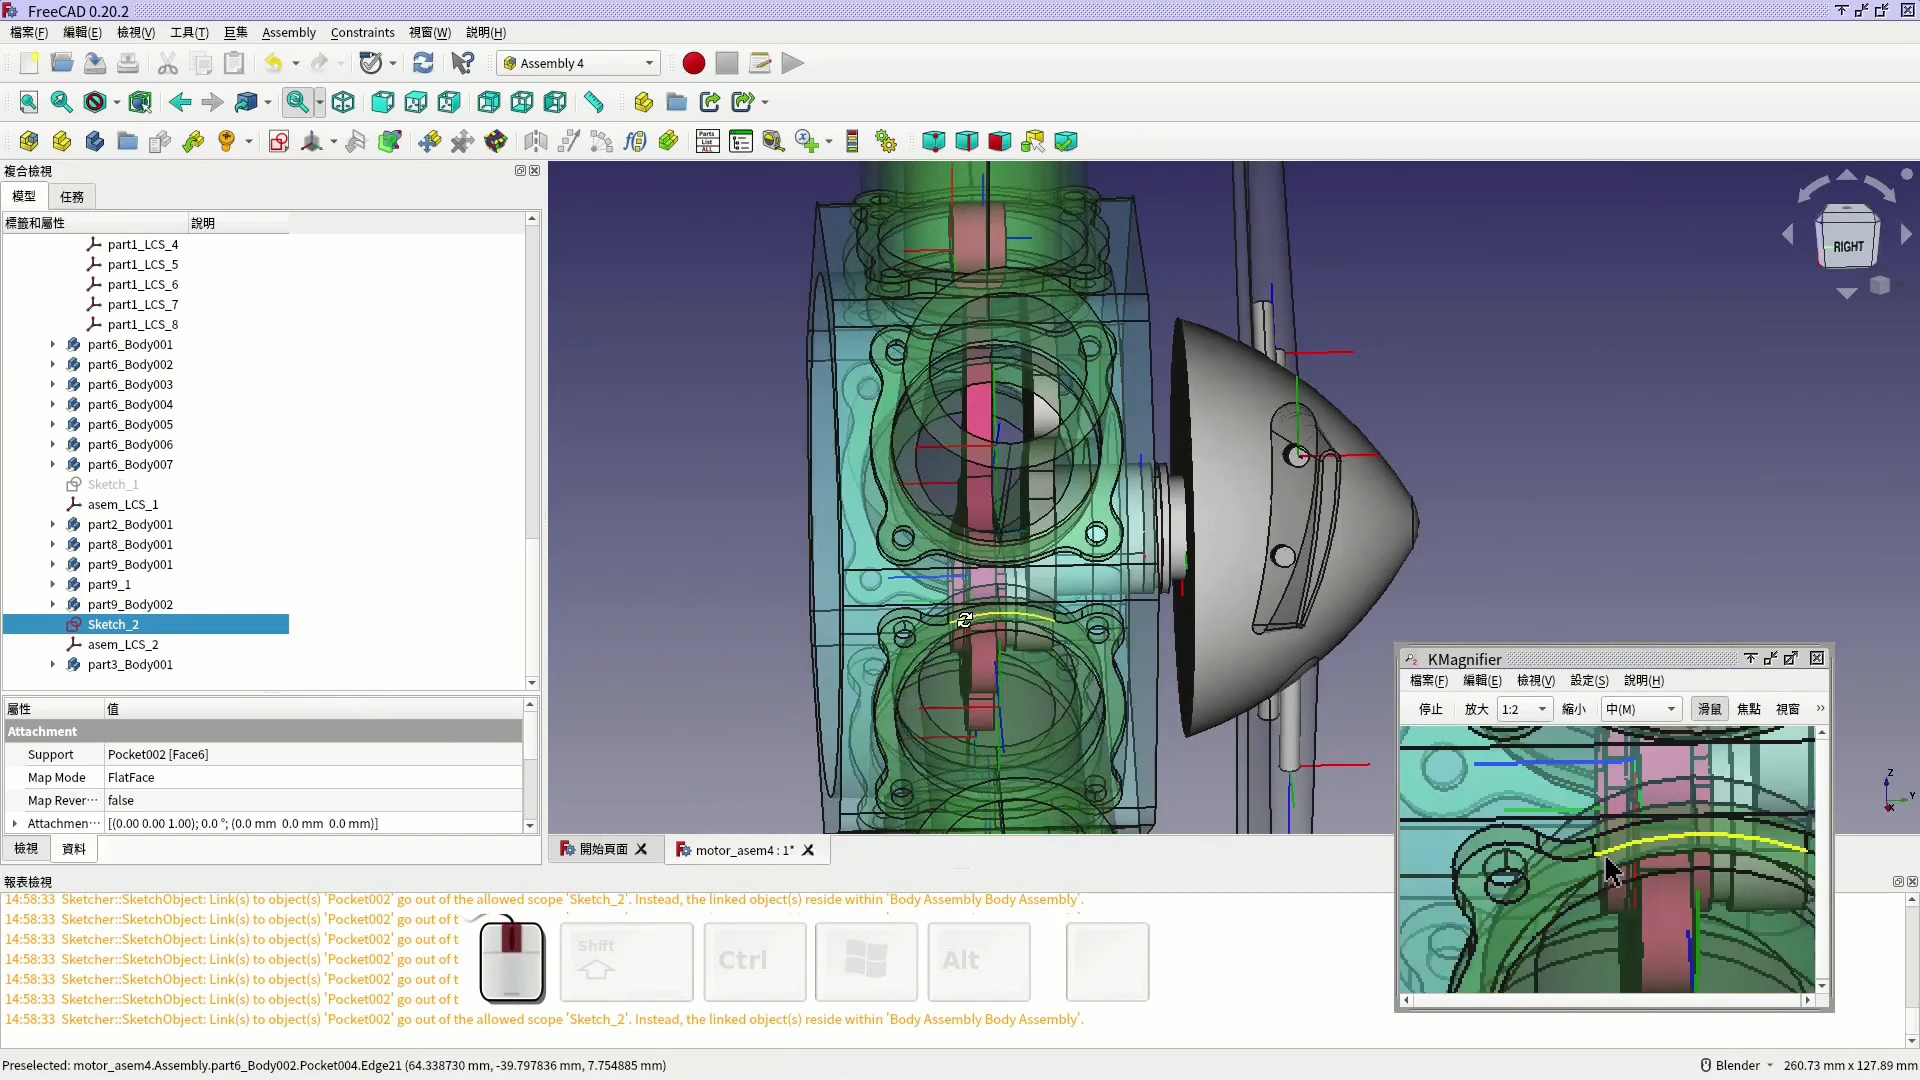 FreeCAD 0.20.2
檔案(F) 編輯(E) 檢視(V) 工具(T) 巨集 Assembly Constraints 視窗(W) 說明(H)
Assembly 4
Parts List ALL
複合檢視
模型 任務
標籤和屬性 說明
part1_LCS_4
part1_LCS_5
part1_LCS_6
part1_LCS_7
part1_LCS_8
part6_Body001
part6_Body002
part6_Body003
part6_Body004
part6_Body005
part6_Body006
part6_Body007
Sketch_1
asem_LCS_1
part2_Body001
part8_Body001
part9_Body001
part9_1
part9_Body002
Sketch_2
asem_LCS_2
part3_Body001
屬性 值
Attachment
Support Pocket002 [Face6]
Map Mode FlatFace
Map Rever… false
Attachmen… [(0.00 0.00 1.00); 0.0 °; (0.0 mm 0.0 mm 0.0 mm)]
檢視 資料
RIGHT
Z
Y
X
開始頁面 motor_asem4 : 1*
KMagnifier
檔案(F) 編輯(E) 檢視(V) 設定(S) 說明(H)
停止 放大 1:2 縮小 中(M) 滑鼠 焦點 視窗 »
報表檢視
14:58:33 Sketcher::SketchObject: Link(s) to object(s) 'Pocket002' go out of the allowed scope 'Sketch_2'. Instead, the linked object(s) reside within 'Body Assembly Body Assembly'.
14:58:33 Sketcher::SketchObject: Link(s) to object(s) 'Pocket002' go out of t
14:58:33 Sketcher::SketchObject: Link(s) to object(s) 'Pocket002' go out of t
14:58:33 Sketcher::SketchObject: Link(s) to object(s) 'Pocket002' go out of t
14:58:33 Sketcher::SketchObject: Link(s) to object(s) 'Pocket002' go out of t
14:58:33 Sketcher::SketchObject: Link(s) to object(s) 'Pocket002' go out of t
14:58:33 Sketcher::SketchObject: Link(s) to object(s) 'Pocket002' go out of the allowed scope 'Sketch_2'. Instead, the linked object(s) reside within 'Body Assembly Body Assembly'.
Shift Ctrl Alt
Preselected: motor_asem4.Assembly.part6_Body002.Pocket004.Edge21 (64.338730 mm, -39.797836 mm, 7.754885 mm)
Blender 260.73 mm x 127.89 mm